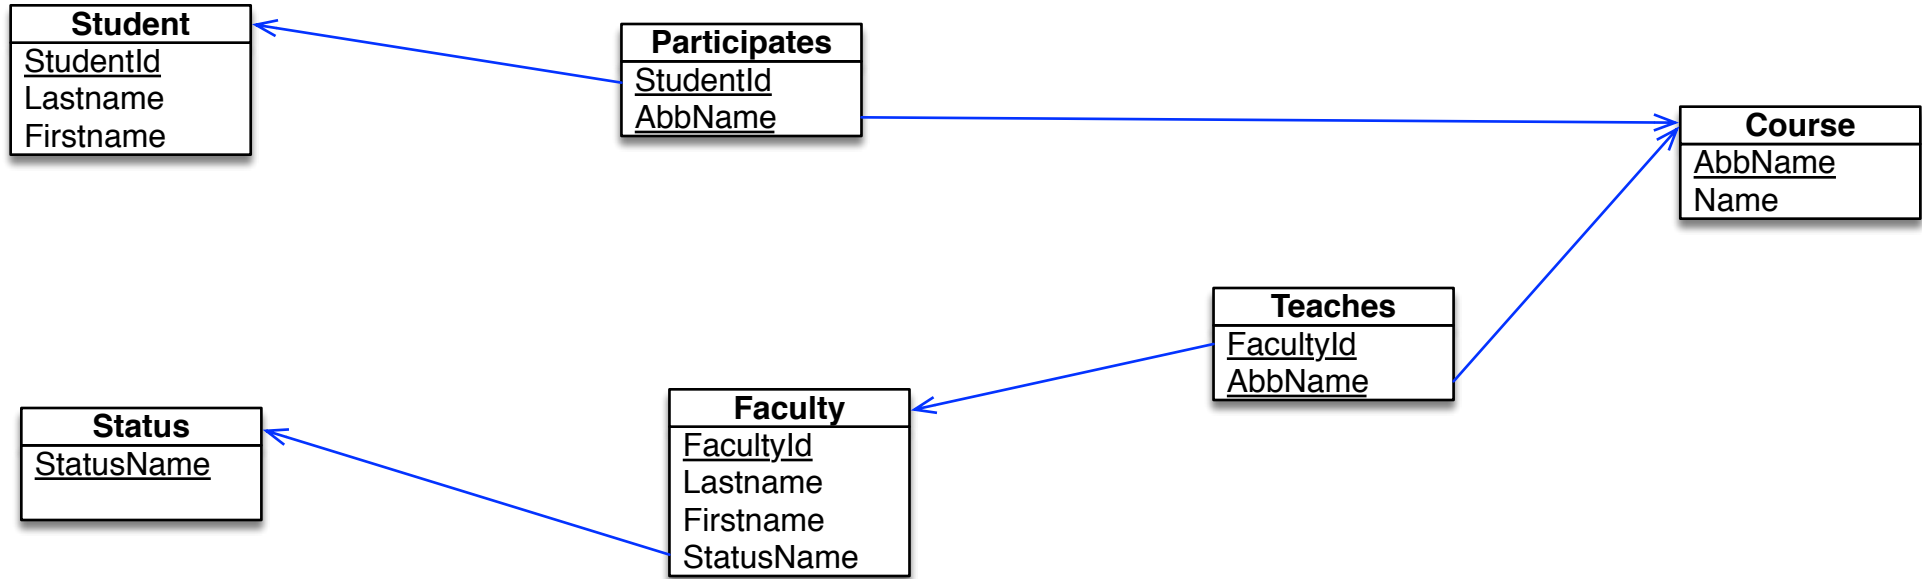 Student
StudentId
Lastname
Firstname
Participates
StudentId
AbbName
Course
AbbName
Name
Teaches
FacultyId
AbbName
Faculty
FacultyId
Lastname
Firstname
StatusName
Status
StatusName